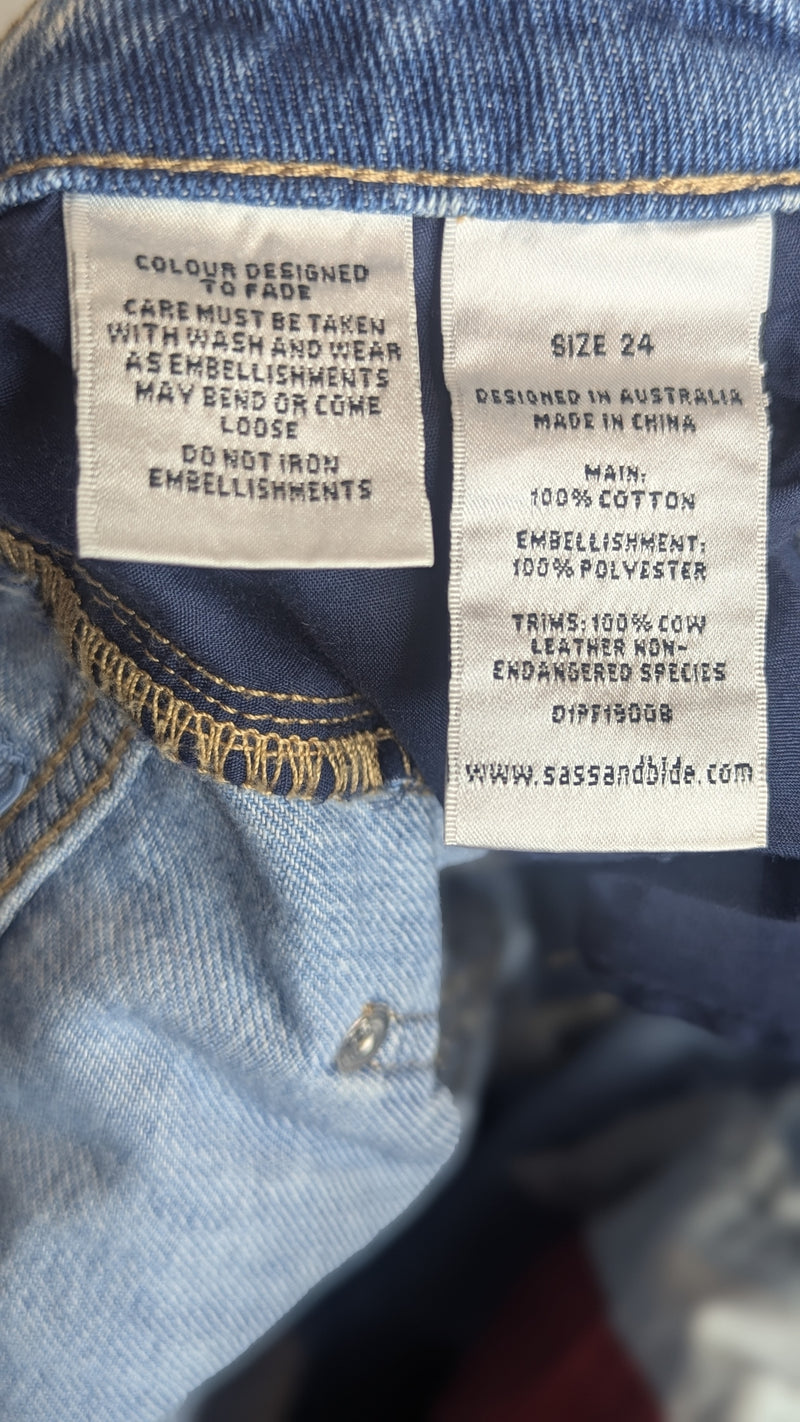 COLOUR DESIGNED
TO FADE
CARE MUST BE TAKEN
WITH WASH AND WEAR
AS EMBELLISHMENTS
MAY BEND OR COME
LOOSE
DO NOT IRON
EMBELLISHMENTS
SIZE 24
DESIGNED IN AUSTRALIA
MADE IN CHINA
MAIN:
100% COTTON
EMBELLISHMENT:
100% POLYESTER
TRIMS: 100% COW
LEATHER NON-
ENDANGERED SPECIES
www.sassandbide.com